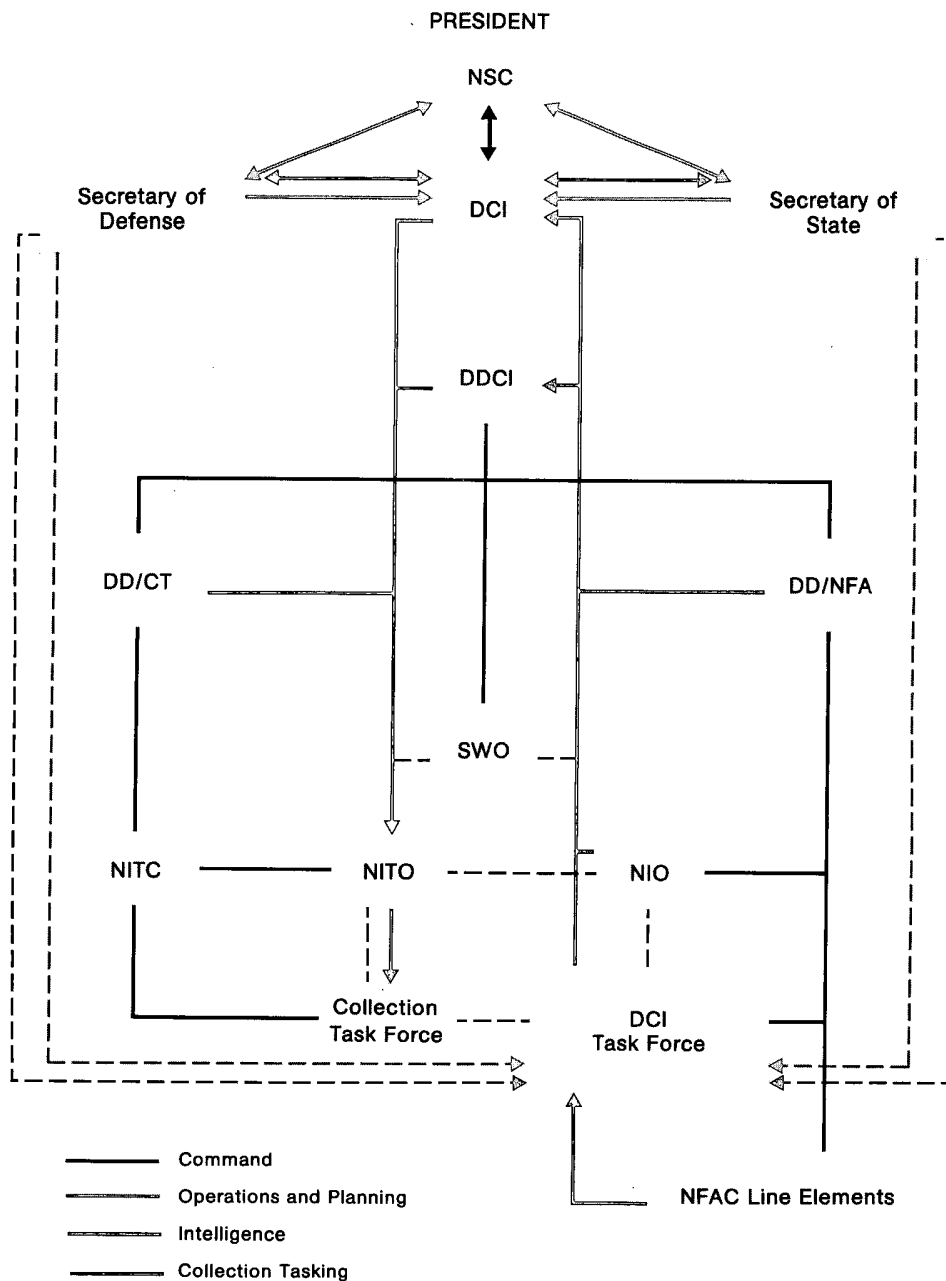 PRESIDENT
NSC
Secretary of
Defense
DCI
Secretary of
State
DDCI
DD/CT
DD/NFA
SWO
NITC
NITO
NIO
Collection
Task Force
DCI
Task Force
Command
Operations and Planning
Intelligence
Collection Tasking
NFAC Line Elements